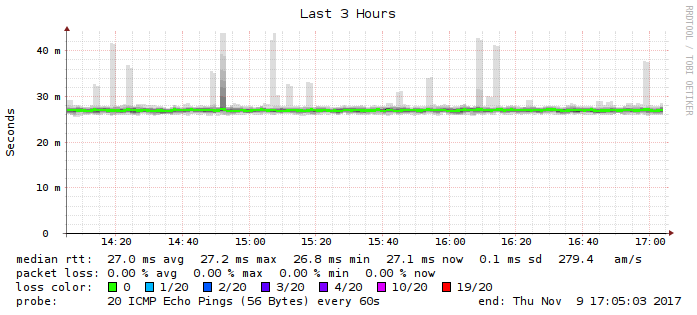 Last 3 Hours
RRDTOOL / TOBI OETIKER
Seconds
40 m
30 m
20 m
10 m
0
14:20 14:40 15:00 15:20 15:40 16:00 16:20 16:40 17:00
median rtt: 27.0 ms avg 27.2 ms max 26.8 ms min 27.1 ms now 0.1 ms sd 279.4 am/s
packet loss: 0.00 % avg 0.00 % max 0.00 % min 0.00 % now
loss color: 0 1/20 2/20 3/20 4/20 10/20 19/20
probe: 20 ICMP Echo Pings (56 Bytes) every 60s end: Thu Nov 9 17:05:03 2017